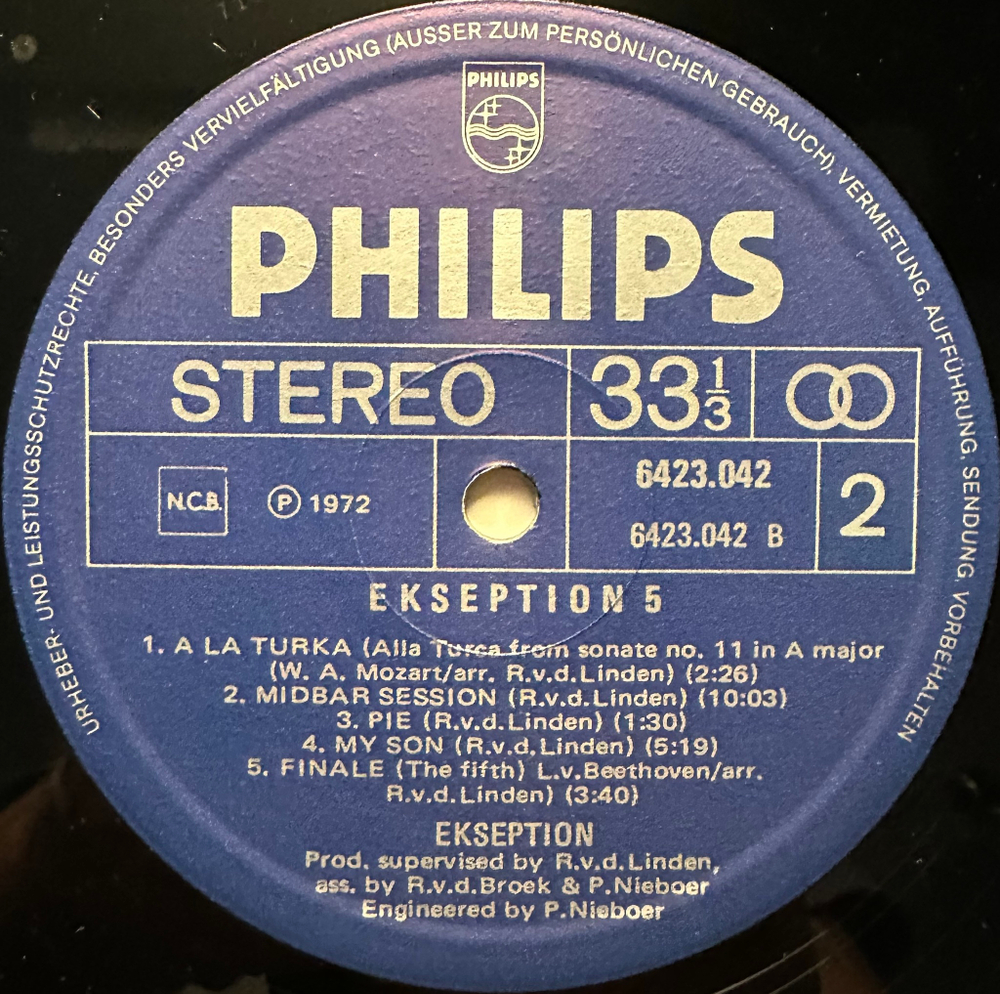 URHEBER- UND LEISTUNGSSCHUTZRECHTE, BESONDERS VERVIELFÄLTIGUNG (AUSSER ZUM PERSÖNLICHEN GEBRAUCH), VERMIETUNG, AUFFÜHRUNG, SENDUNG, VORBEHALTEN
PHILIPS
PHILIPS
STEREO 33 1/3
N.C.B. ℗ 1972 6423.042 2
6423.042 B
EKSEPTION 5
1. A LA TURKA (Alla Turca from sonate no. 11 in A major
(W. A. Mozart/arr. R.v.d.Linden) (2:26)
2. MIDBAR SESSION (R.v.d.Linden) (10:03)
3. PIE (R.v.d.Linden) (1:30)
4. MY SON (R.v.d.Linden) (5:19)
5. FINALE (The fifth) L.v.Beethoven/arr.
R.v.d.Linden) (3:40)
EKSEPTION
Prod. supervised by R.v.d.Linden,
ass. by R.v.d.Broek & P.Nieboer
Engineered by P.Nieboer